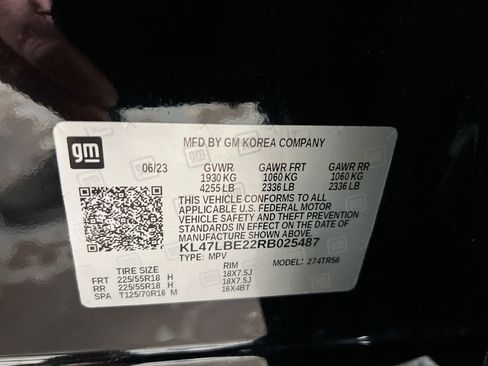 gm
MFD BY GM KOREA COMPANY
06/23 GVWR GAWR FRT GAWR RR
1930 KG 1060 KG 1060 KG
4255 LB 2336 LB 2336 LB
THIS VEHICLE CONFORMS TO ALL
APPLICABLE U.S. FEDERAL MOTOR
VEHICLE SAFETY AND THEFT PREVENTION
STANDARDS IN EFFECT ON THE DATE OF
MANUFACTURE SHOWN ABOVE.
KL47LBE22RB025487
TYPE: MPV MODEL: 274TR58
TIRE SIZE RIM
FRT 225/55R18 H 18X7.5J
RR 225/55R18 H 18X7.5J
SPA T125/70R16 M 16X4BT